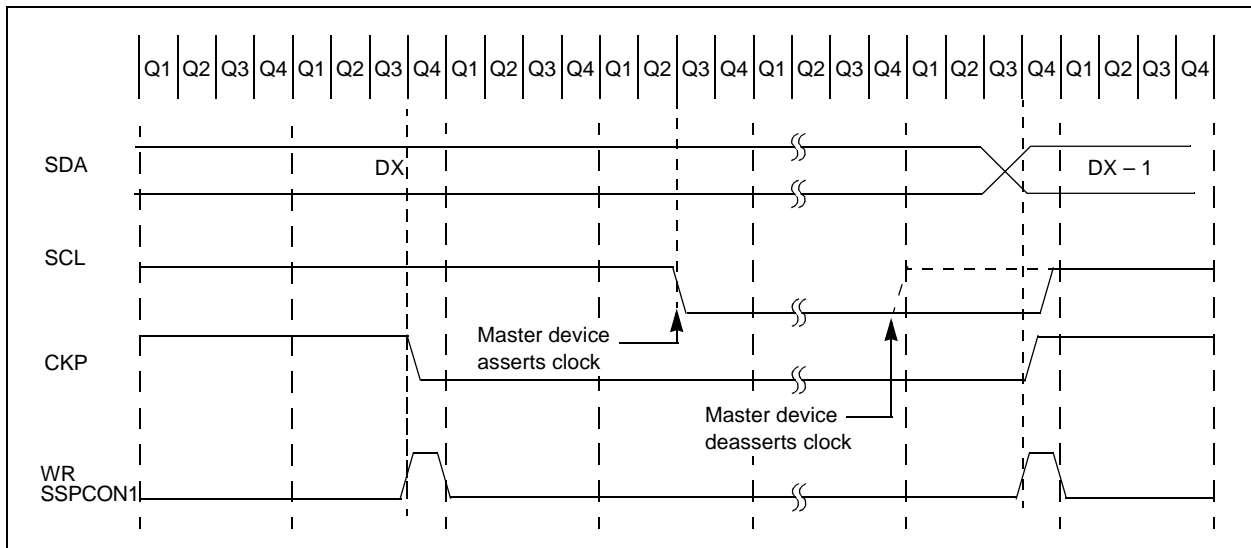 Q1 Q2 Q3 Q4 Q1 Q2 Q3 Q4 Q1 Q2 Q3 Q4 Q1 Q2 Q3 Q4 Q1 Q2 Q3 Q4 Q1 Q2 Q3 Q4 Q1 Q2 Q3 Q4
SDA
DX
DX – 1
SCL
Master device
asserts clock
CKP
Master device
deasserts clock
WR
SSPCON1